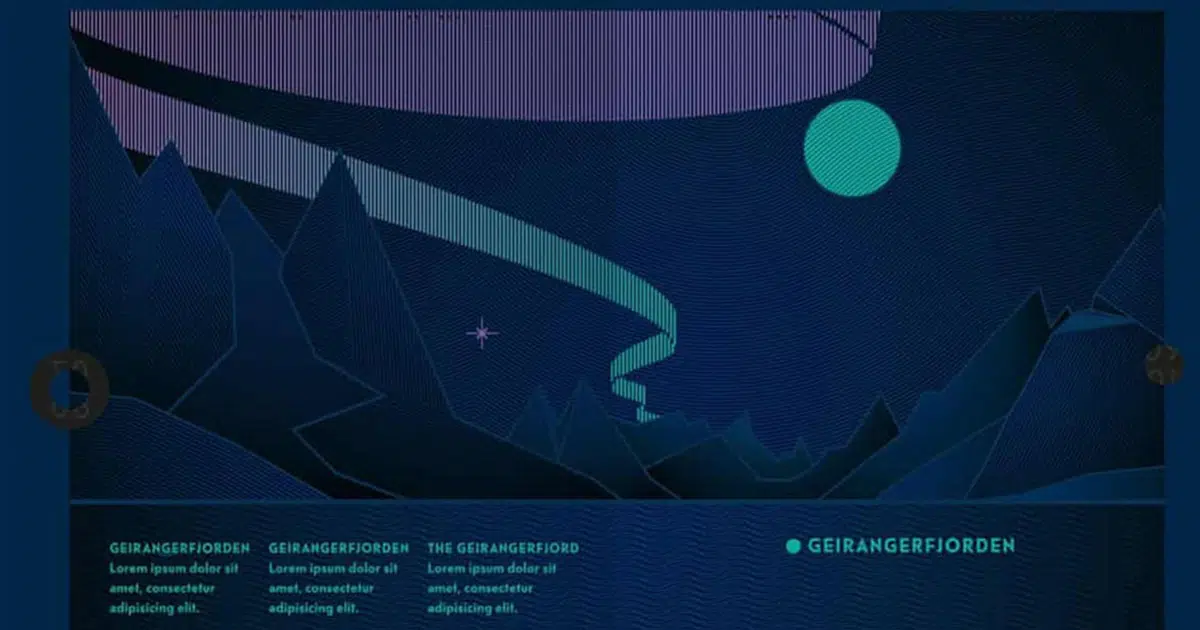 GEIRANGERFJORDEN
Lorem ipsum dolor sit
amet, consectetur
adipisicing elit.
GEIRANGERFJORDEN
Lorem ipsum dolor sit
amet, consectetur
adipisicing elit.
THE GEIRANGERFJORD
Lorem ipsum dolor sit
amet, consectetur
adipisicing elit.
GEIRANGERFJORDEN